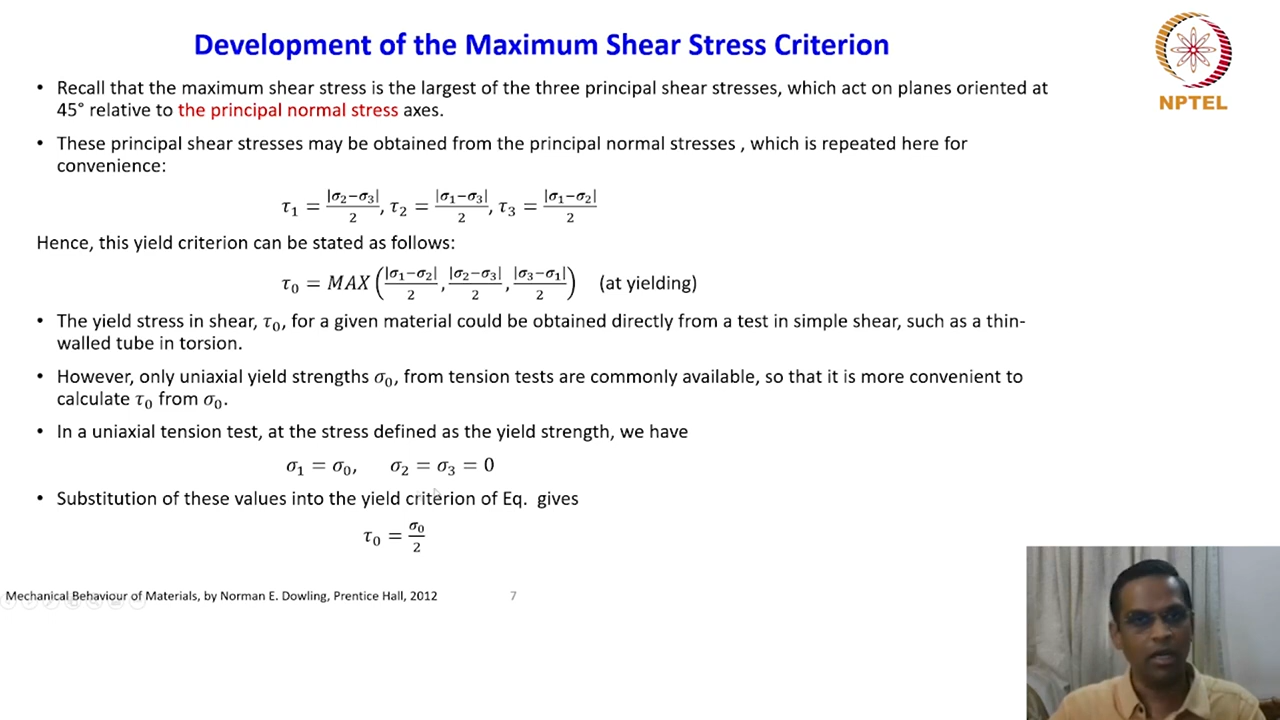 Development of the Maximum Shear Stress Criterion
NPTEL
• Recall that the maximum shear stress is the largest of the three principal shear stresses, which act on planes oriented at
45° relative to the principal normal stress axes.
• These principal shear stresses may be obtained from the principal normal stresses , which is repeated here for
convenience:
τ₁ = |σ₂−σ₃|/2, τ₂ = |σ₁−σ₃|/2, τ₃ = |σ₁−σ₂|/2
Hence, this yield criterion can be stated as follows:
τ₀ = MAX(|σ₁−σ₂|/2, |σ₂−σ₃|/2, |σ₃−σ₁|/2) (at yielding)
• The yield stress in shear, τ₀, for a given material could be obtained directly from a test in simple shear, such as a thin-
walled tube in torsion.
• However, only uniaxial yield strengths σ₀, from tension tests are commonly available, so that it is more convenient to
calculate τ₀ from σ₀.
• In a uniaxial tension test, at the stress defined as the yield strength, we have
σ₁ = σ₀, σ₂ = σ₃ = 0
• Substitution of these values into the yield criterion of Eq. gives
τ₀ = σ₀/2
Mechanical Behaviour of Materials, by Norman E. Dowling, Prentice Hall, 2012
7